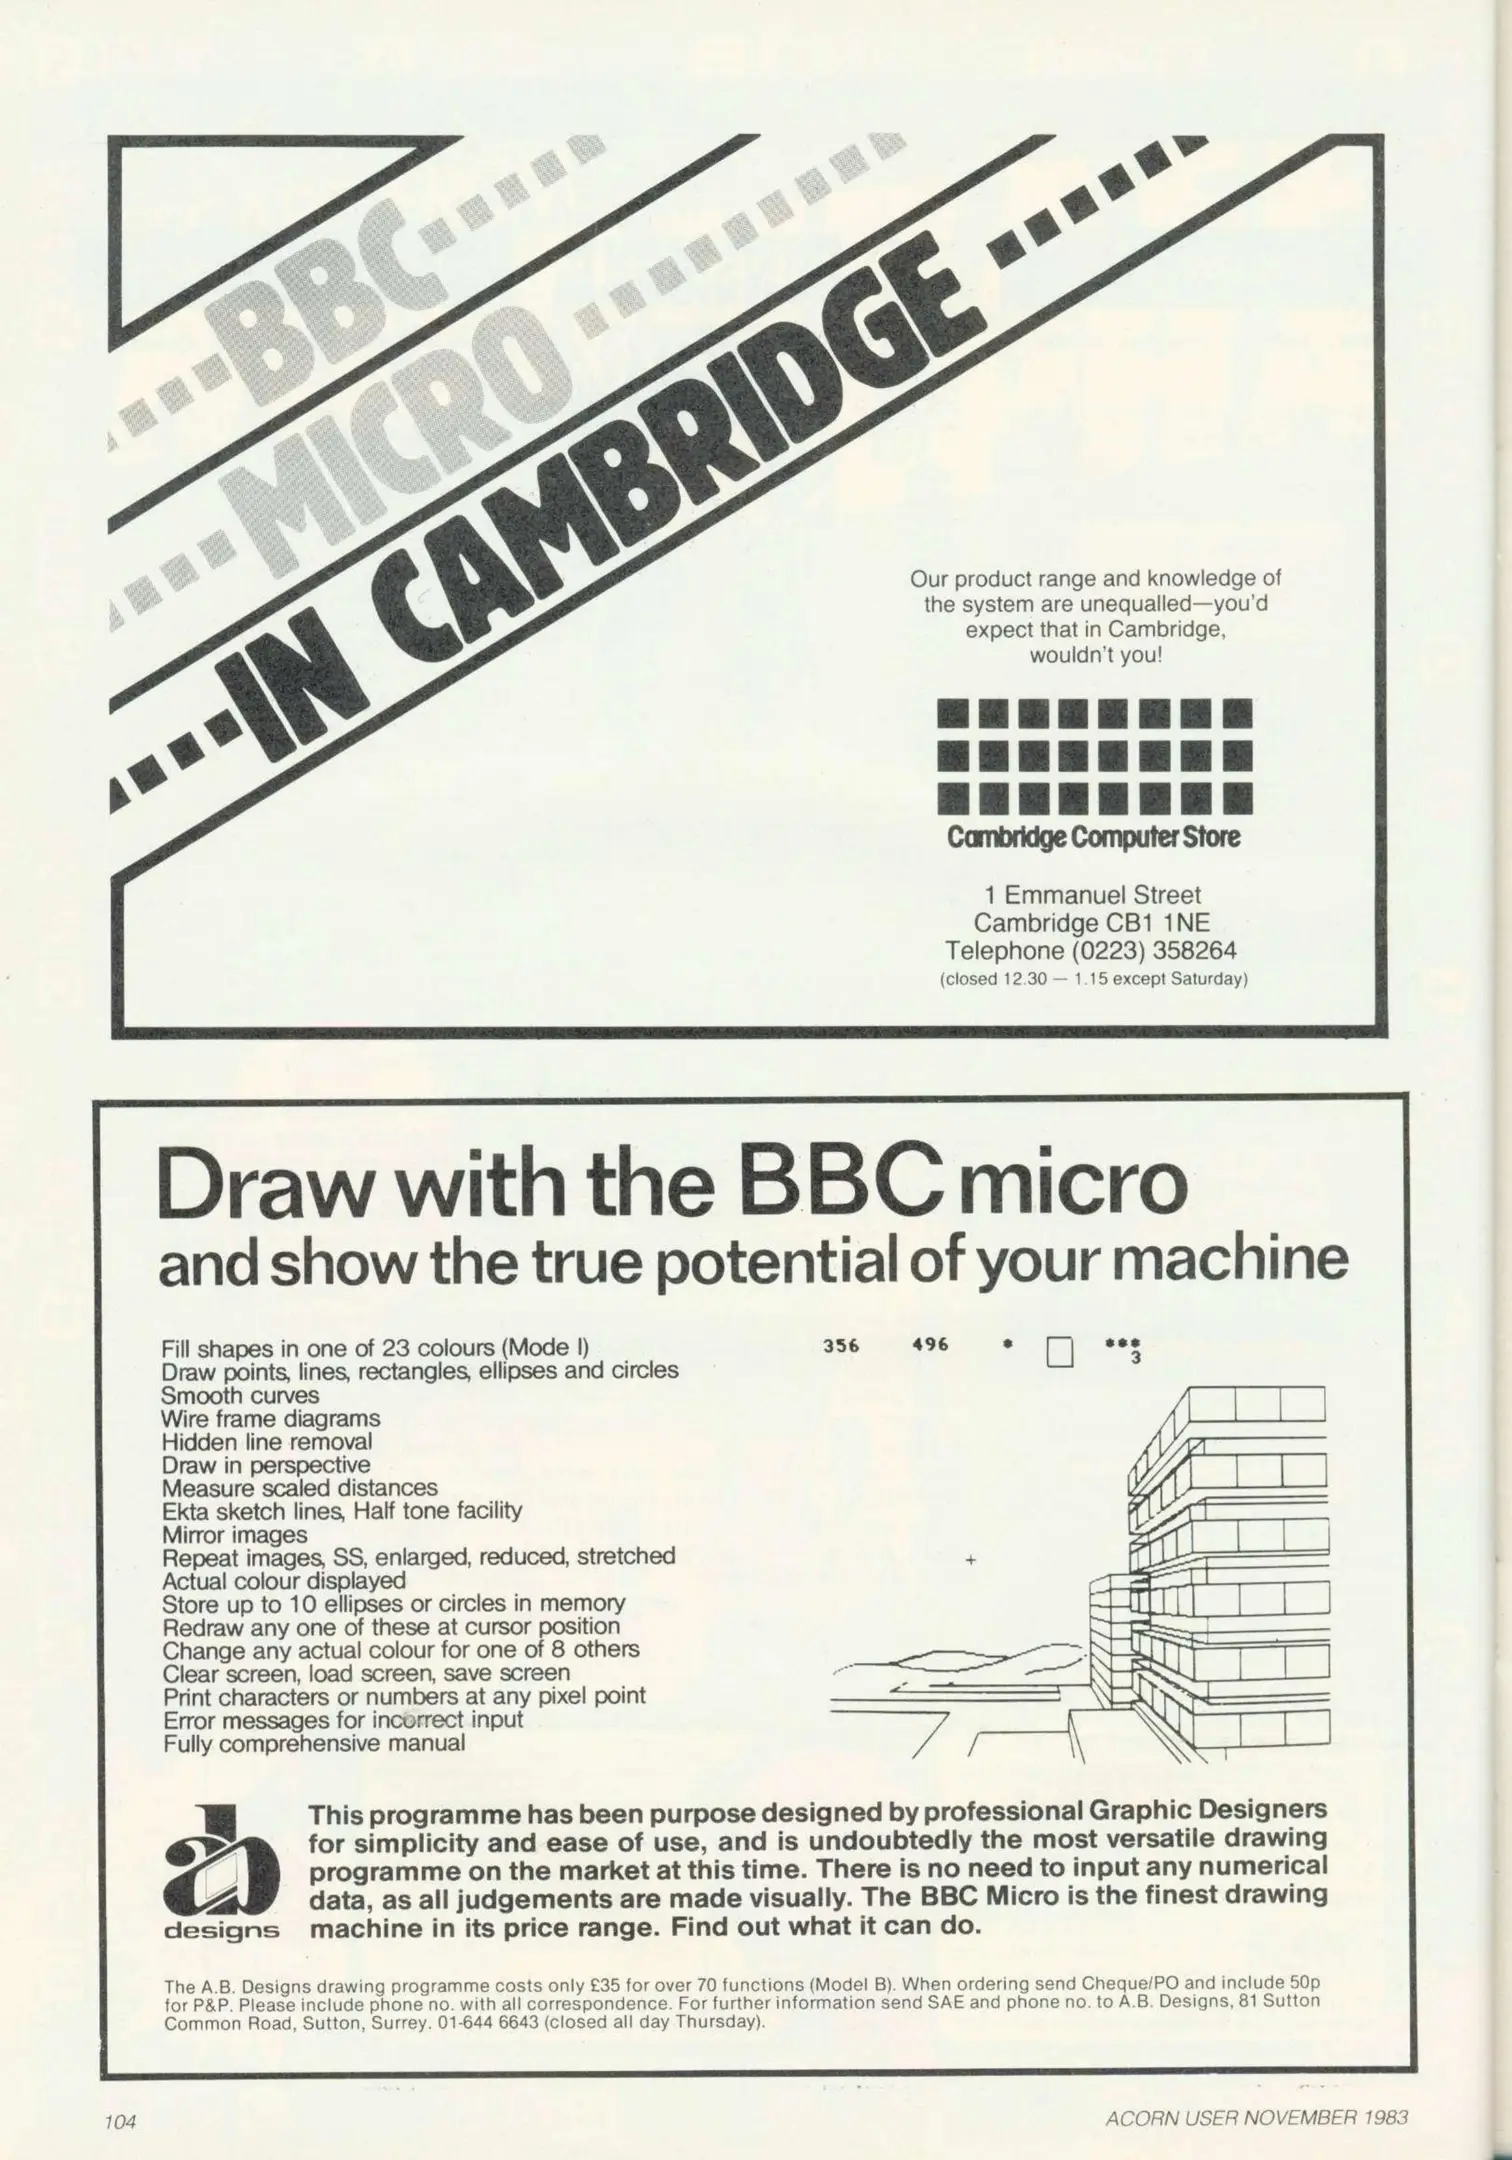 BBC
MICRO
IN CAMBRIDGE
Our product range and knowledge of
the system are unequalled—you'd
expect that in Cambridge,
wouldn't you!
Cambridge Computer Store
1 Emmanuel Street
Cambridge CB1 1NE
Telephone (0223) 358264
(closed 12.30 — 1.15 except Saturday)
Draw with the BBC micro
and show the true potential of your machine
Fill shapes in one of 23 colours (Mode I)
Draw points, lines, rectangles, ellipses and circles
Smooth curves
Wire frame diagrams
Hidden line removal
Draw in perspective
Measure scaled distances
Ekta sketch lines, Half tone facility
Mirror images
Repeat images, SS, enlarged, reduced, stretched
Actual colour displayed
Store up to 10 ellipses or circles in memory
Redraw any one of these at cursor position
Change any actual colour for one of 8 others
Clear screen, load screen, save screen
Print characters or numbers at any pixel point
Error messages for incorrect input
Fully comprehensive manual
356 496 * ***
3
ab
designs
This programme has been purpose designed by professional Graphic Designers
for simplicity and ease of use, and is undoubtedly the most versatile drawing
programme on the market at this time. There is no need to input any numerical
data, as all judgements are made visually. The BBC Micro is the finest drawing
machine in its price range. Find out what it can do.
The A.B. Designs drawing programme costs only £35 for over 70 functions (Model B). When ordering send Cheque/PO and include 50p
for P&P. Please include phone no. with all correspondence. For further information send SAE and phone no. to A.B. Designs, 81 Sutton
Common Road, Sutton, Surrey. 01-644 6643 (closed all day Thursday).
104
ACORN USER NOVEMBER 1983